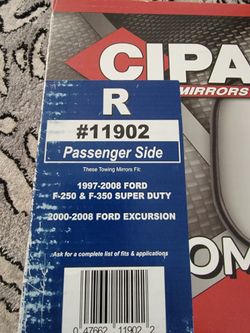 CIPA
MIRRORS
R
#11902
Passenger Side
These Towing Mirrors Fit:
1997-2008 FORD
F-250 & F-350 SUPER DUTY
2000-2008 FORD EXCURSION
Ask for a complete list of fits & applications
OM
0 47662 11902 2